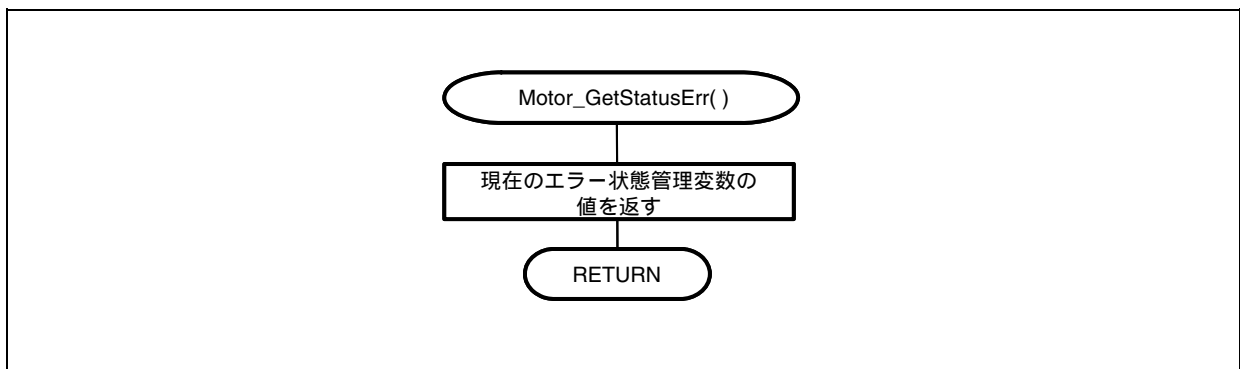 Motor_GetStatusErr( )
現在のエラー状態管理変数の
値を返す
RETURN